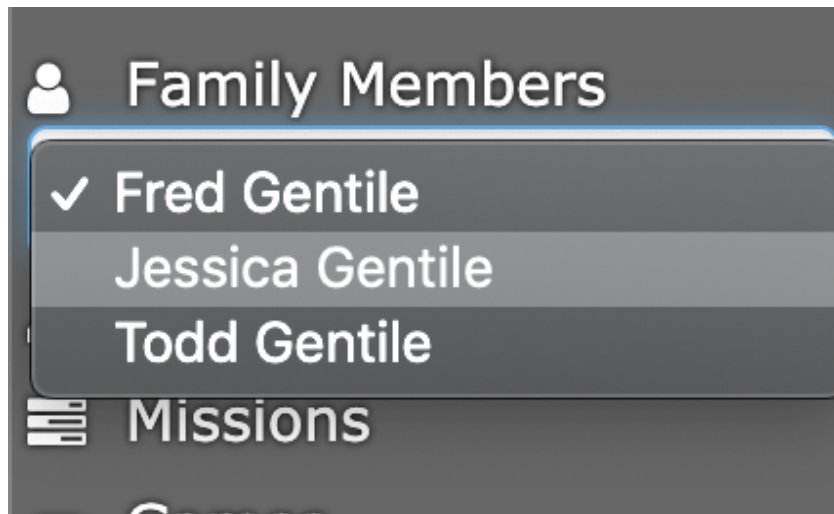 Family Members
Fred Gentile
Jessica Gentile
Todd Gentile
Missions